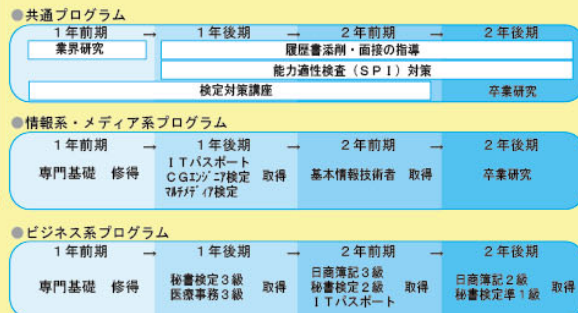 ●共通プログラム
1年前期 → 1年後期 → 2年前期 → 2年後期
業界研究 履歴書添削・面接の指導
能力適性検査（ＳＰＩ）対策
検定対策講座 卒業研究
●情報系・メディア系プログラム
1年前期 → 1年後期 → 2年前期 → 2年後期
ＩＴパスポート
専門基礎 修得 ＣＧエンジニア検定 取得 基本情報技術者 取得 卒業研究
マルチメディア検定
●ビジネス系プログラム
1年前期 → 1年後期 → 2年前期 → 2年後期
日商簿記３級
秘書検定３級 日商簿記２級
専門基礎 修得 取得 秘書検定２級 取得 取得
医療事務３級 秘書検定準１級
ＩＴパスポート